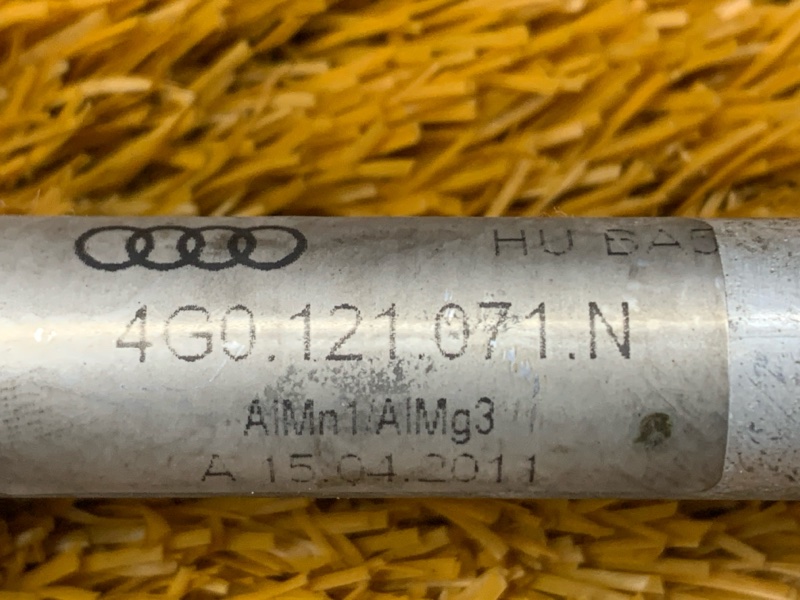 HU BAD
4G0.121.071.N
AlMn1/AlMg3
A 15.04.2011